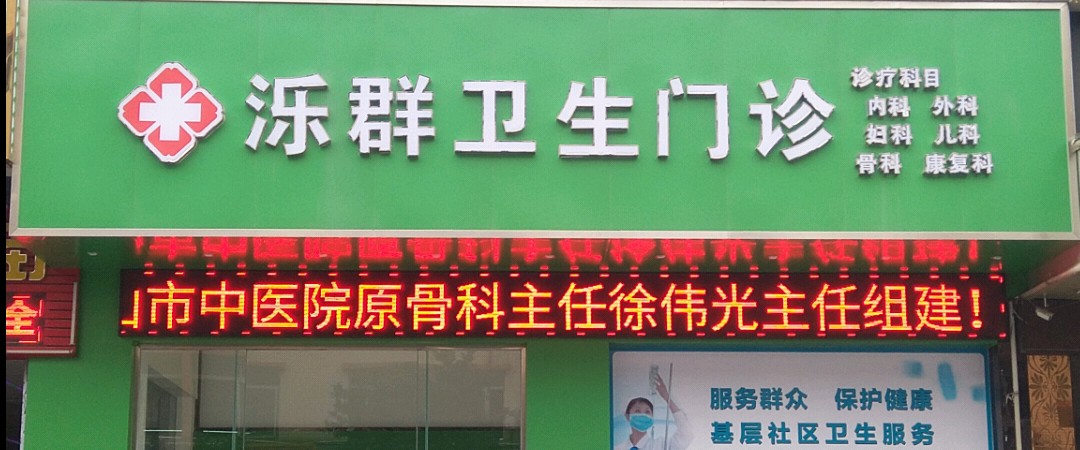 泺群卫生门诊
诊疗科目
内科 外科
妇科 儿科
骨科 康复科
市中医院原骨科主任徐伟光主任组建!
服务群众 保护健康
基层社区卫生服务
全